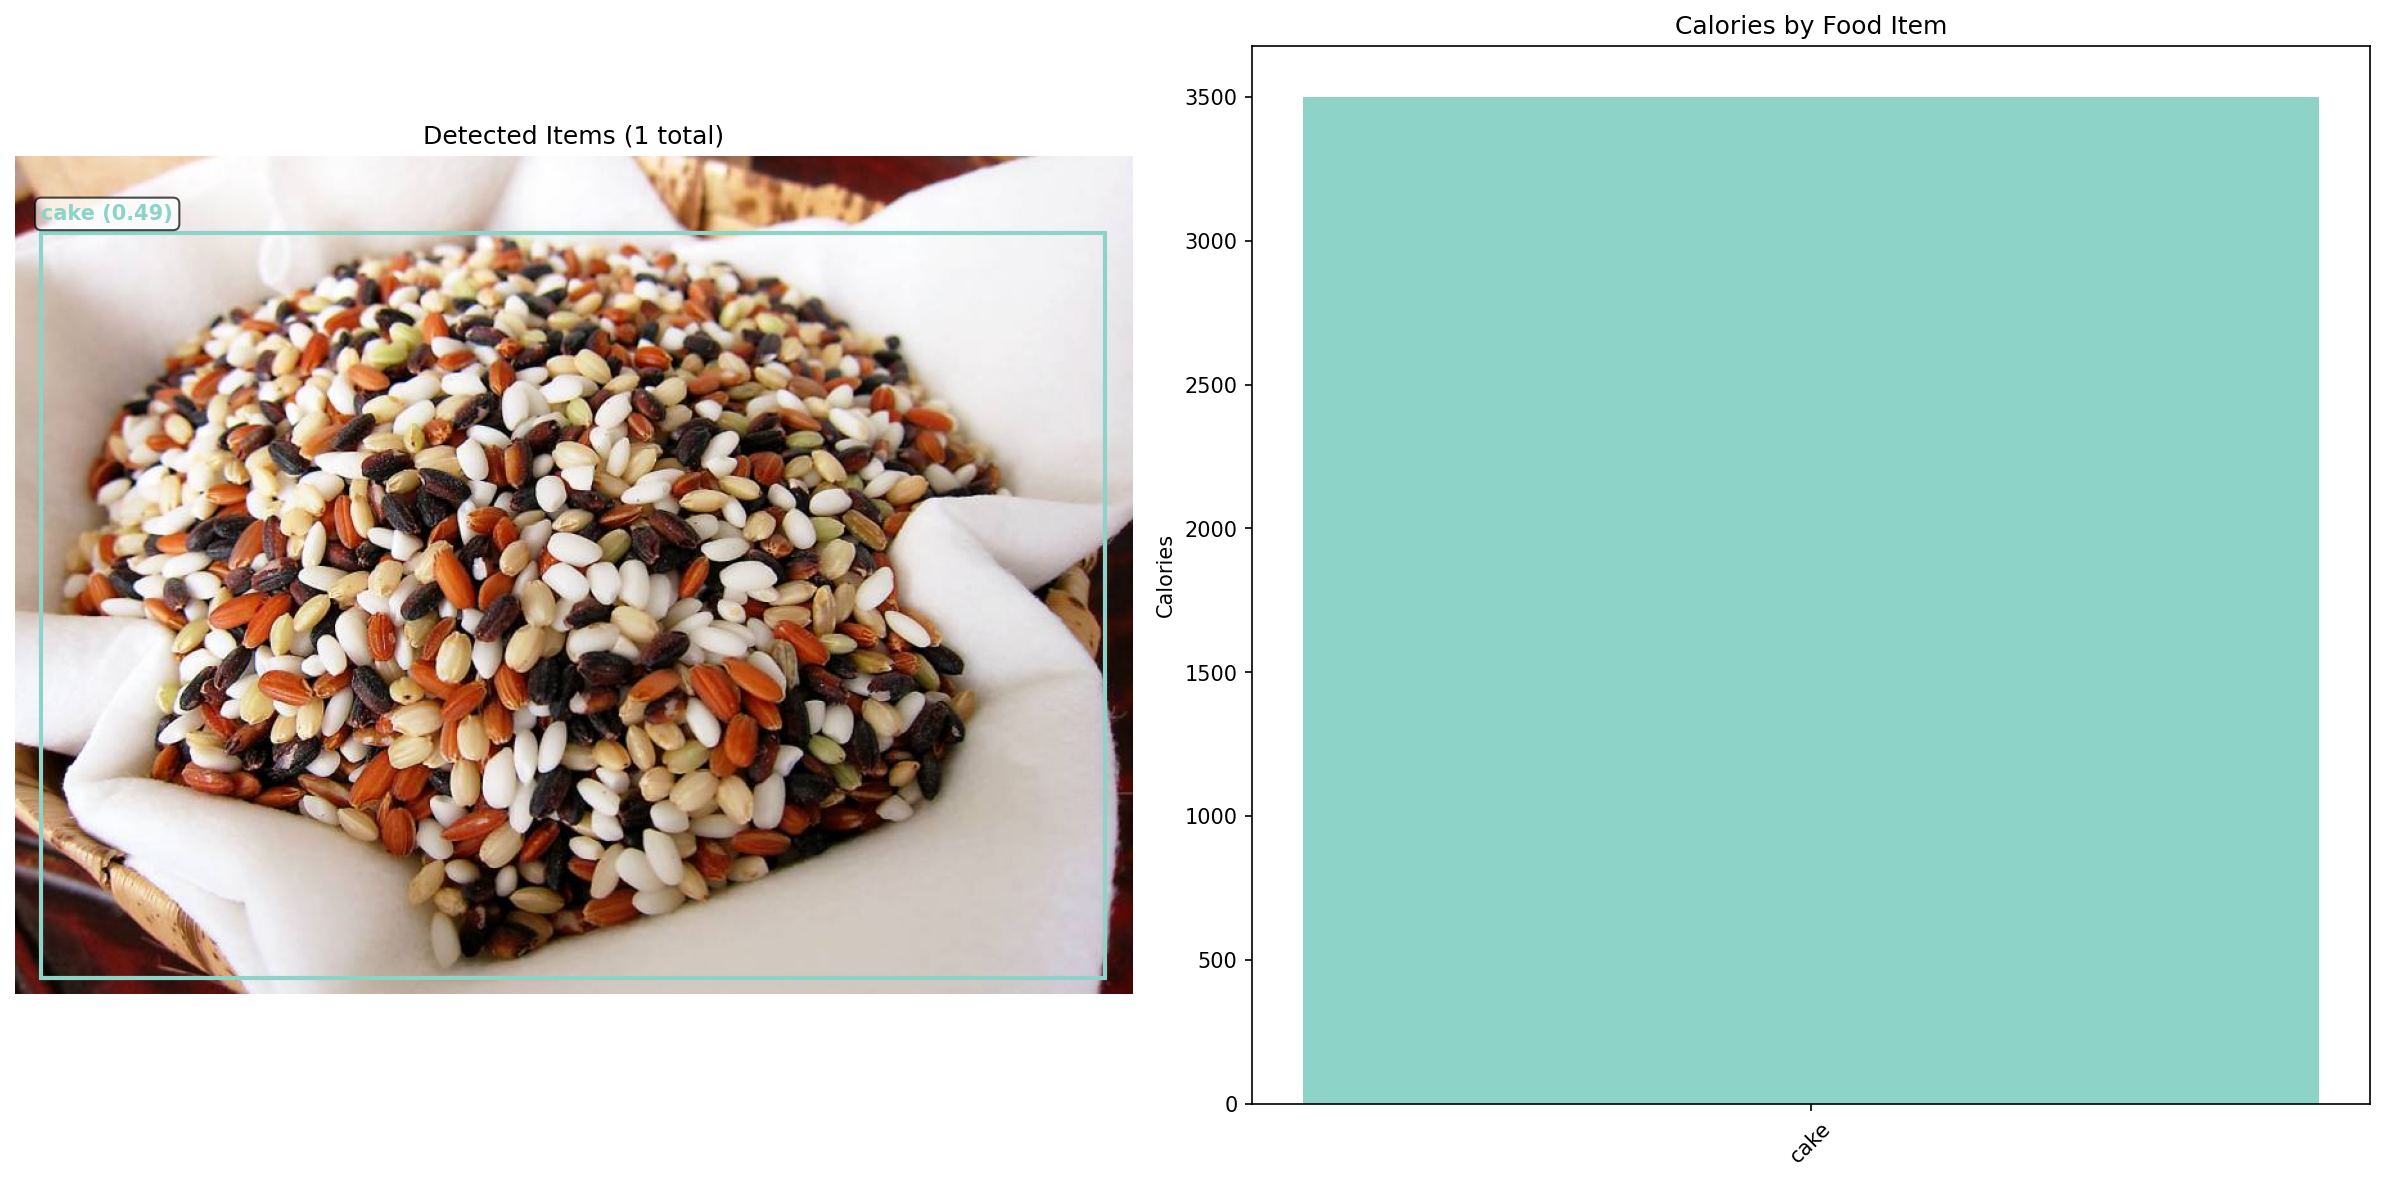 Detected Items (1 total)
cake (0.49)
Calories by Food Item
Calories
3500
3000
2500
2000
1500
1000
500
0
cake